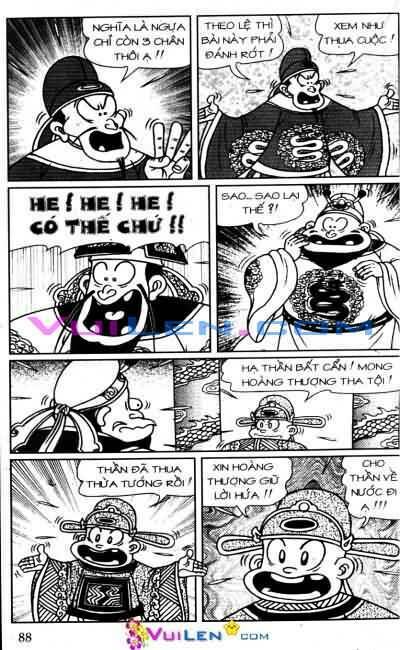 NGHĨA LÀ NGỰA
CHỈ CÒN 3 CHÂN
THÔI Ạ !!
THEO LỆ THÌ
BÀI NÀY PHẢI
ĐÁNH RỚT !
XEM NHƯ
THUA CUỘC !
HE ! HE ! HE !
CÓ THẾ CHỨ !!
SAO... SAO LẠI
THẾ ?!
VUILEN.COM
HẠ THẦN BẤT CẨN ! MONG
HOÀNG THƯỢNG THA TỘI !
THẦN ĐÃ THUA
THỪA TƯỚNG RỒI !
XIN HOÀNG
THƯỢNG GIỮ
LỜI HỨA !!
CHO
THẦN VỀ
NƯỚC ĐI
Ạ !!!
88
VUILEN.COM